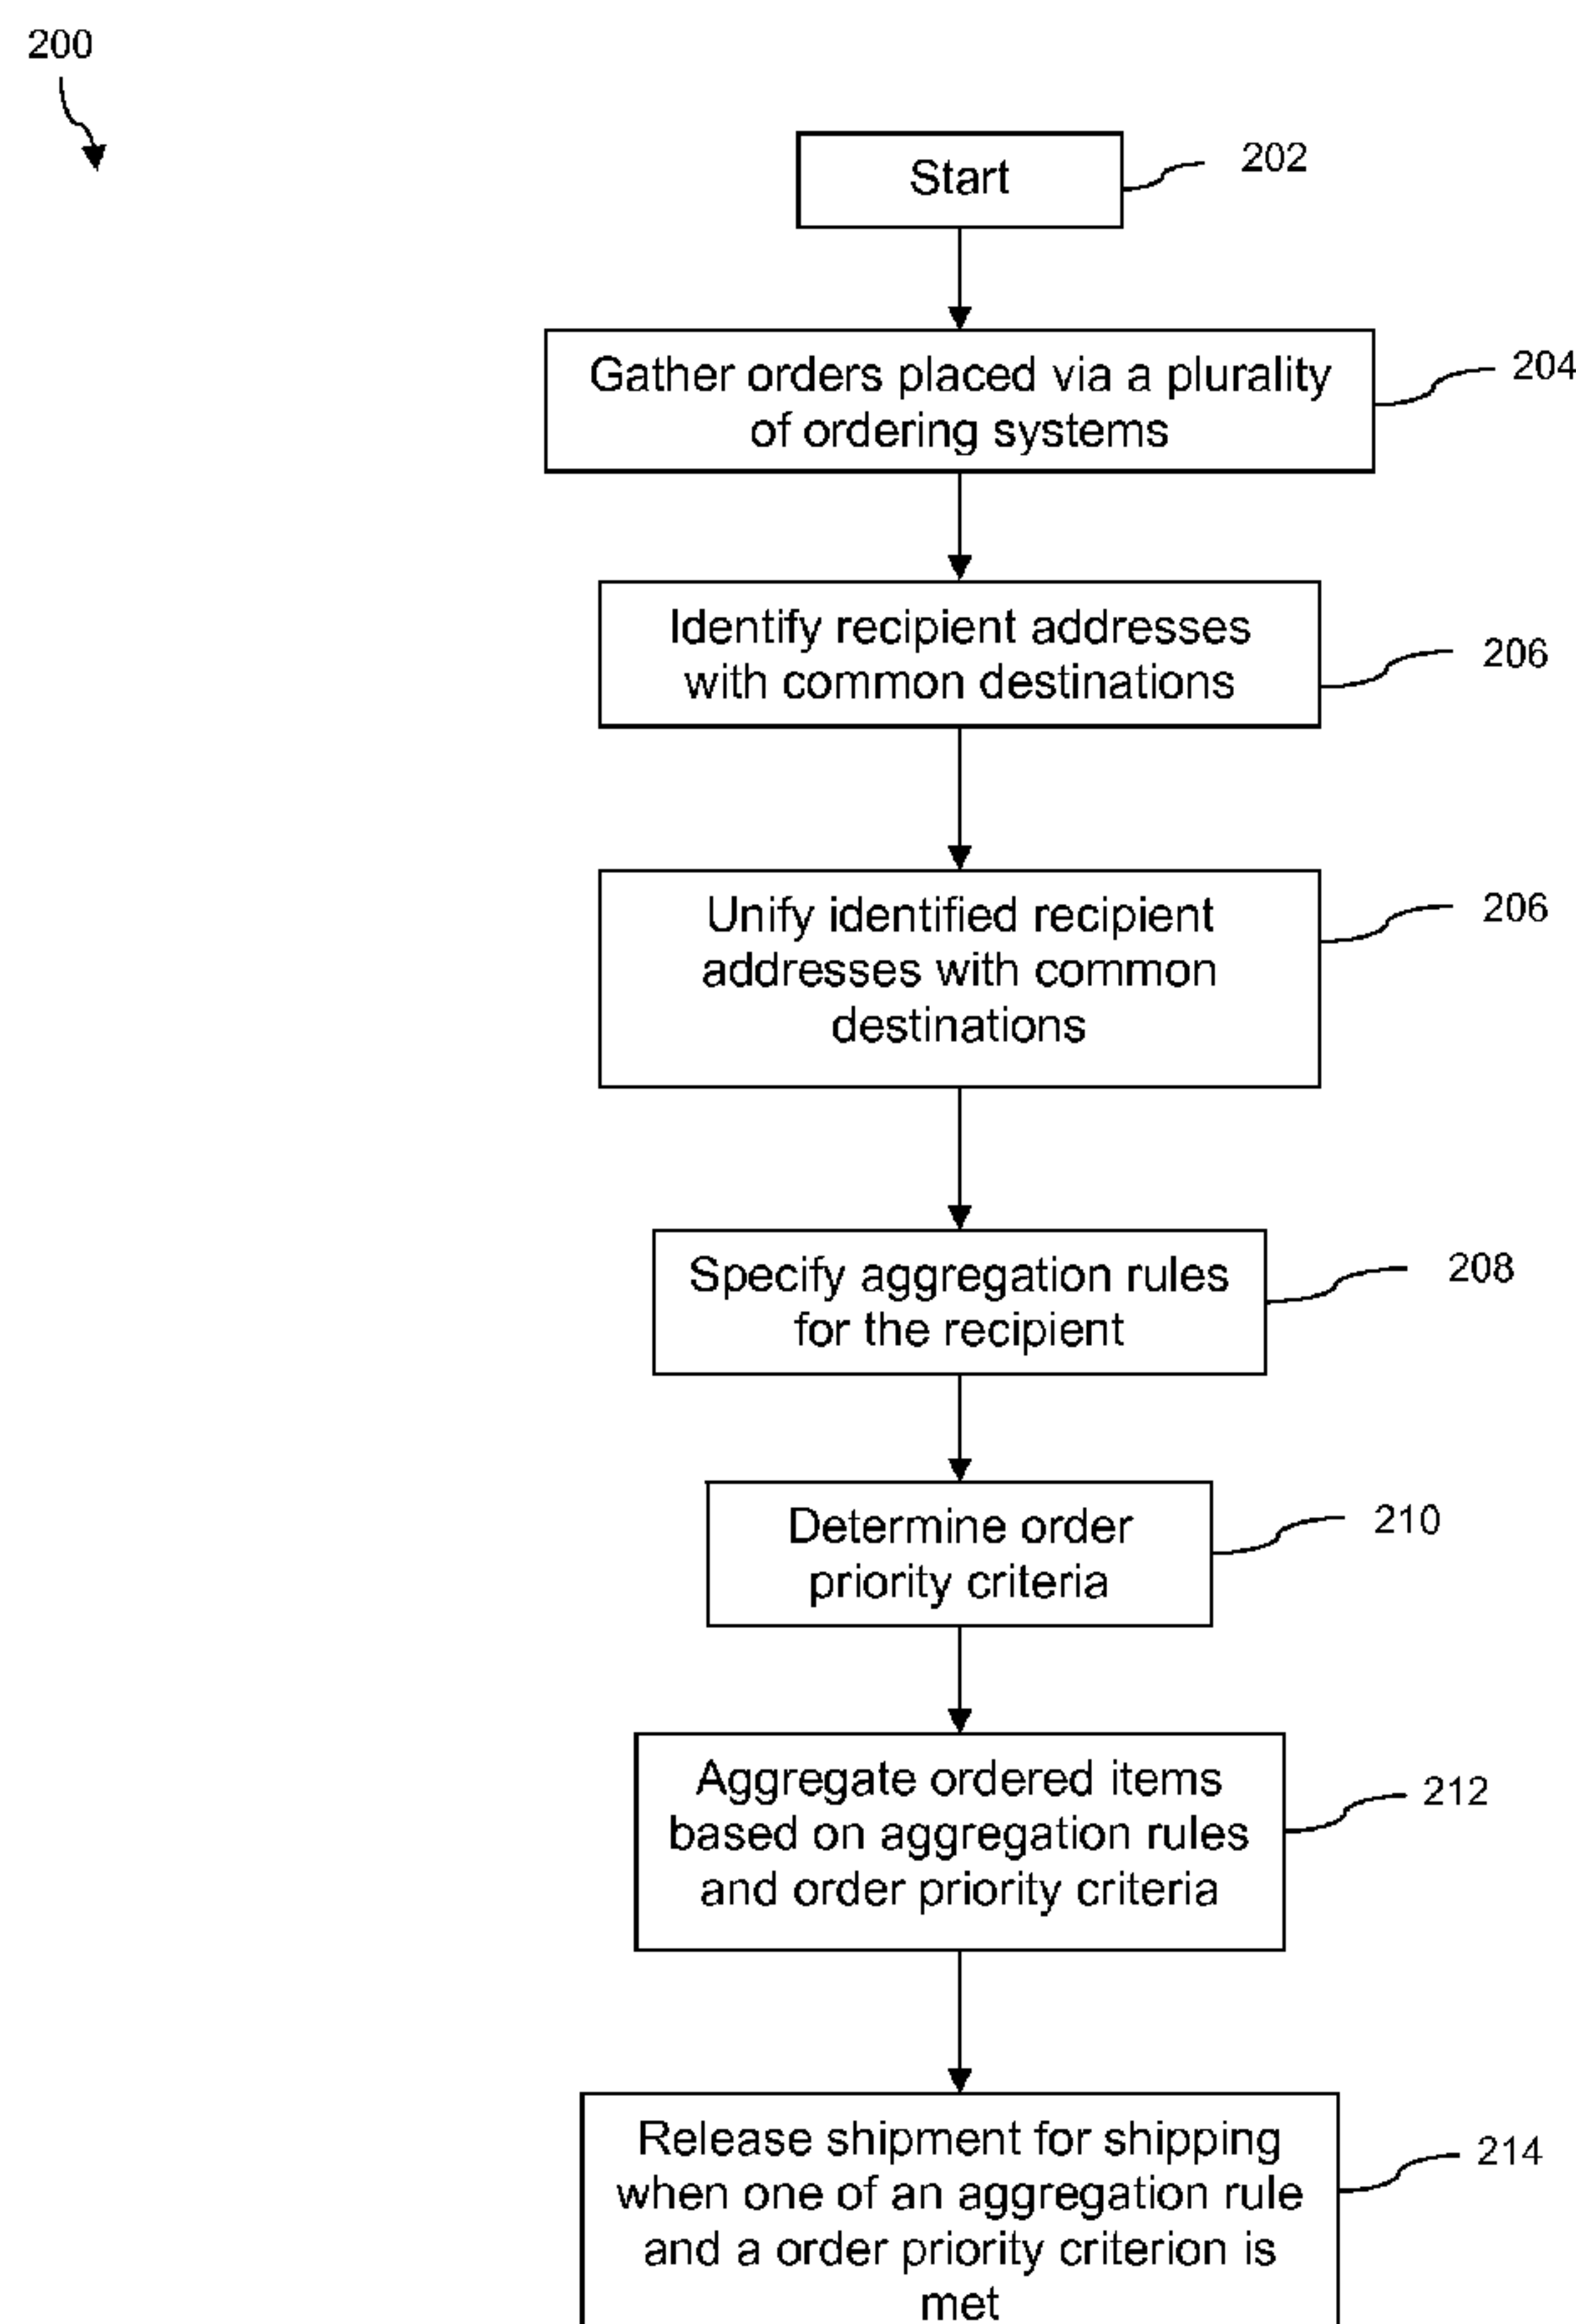 200
Start
202
Gather orders placed via a plurality
of ordering systems
204
Identify recipient addresses
with common destinations
206
Unify identified recipient
addresses with common
destinations
206
Specify aggregation rules
for the recipient
208
Determine order
priority criteria
210
Aggregate ordered items
based on aggregation rules
and order priority criteria
212
Release shipment for shipping
when one of an aggregation rule
and a order priority criterion is
met
214